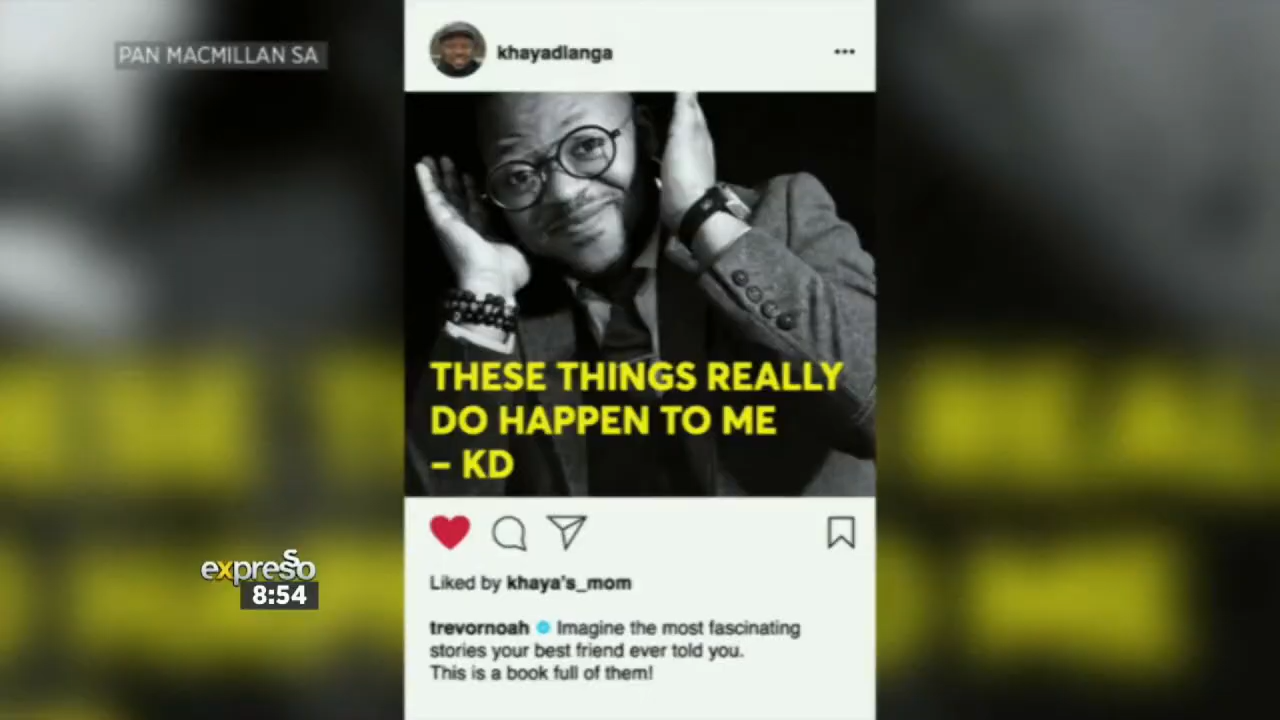 PAN MACMILLAN SA
khayadlanga
THESE THINGS REALLY
DO HAPPEN TO ME
– KD
expresso
8:54
Liked by khaya's_mom
trevornoah Imagine the most fascinating
stories your best friend ever told you.
This is a book full of them!